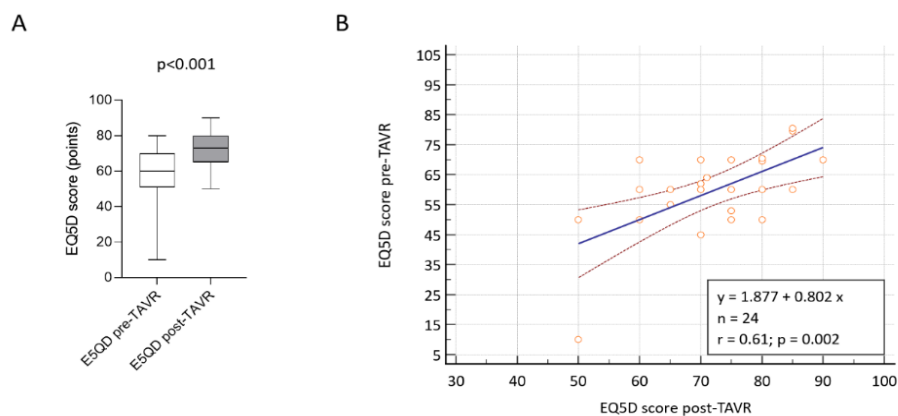 A
p<0.001
EQ5D score (points)
100
80
60
40
20
0
E5QD pre-TAVR
E5QD post-TAVR
B
EQ5D score pre-TAVR
105
95
85
75
65
55
45
35
25
15
5
y = 1.877 + 0.802 x
n = 24
r = 0.61; p = 0.002
30 40 50 60 70 80 90 100
EQ5D score post-TAVR